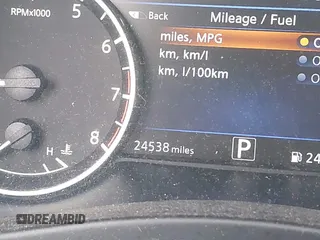 RPMx1000
5
6
7
8
H
Back
Mileage / Fuel
miles, MPG
km, km/l
km, l/100km
24538 miles
P
24
DREAMBID